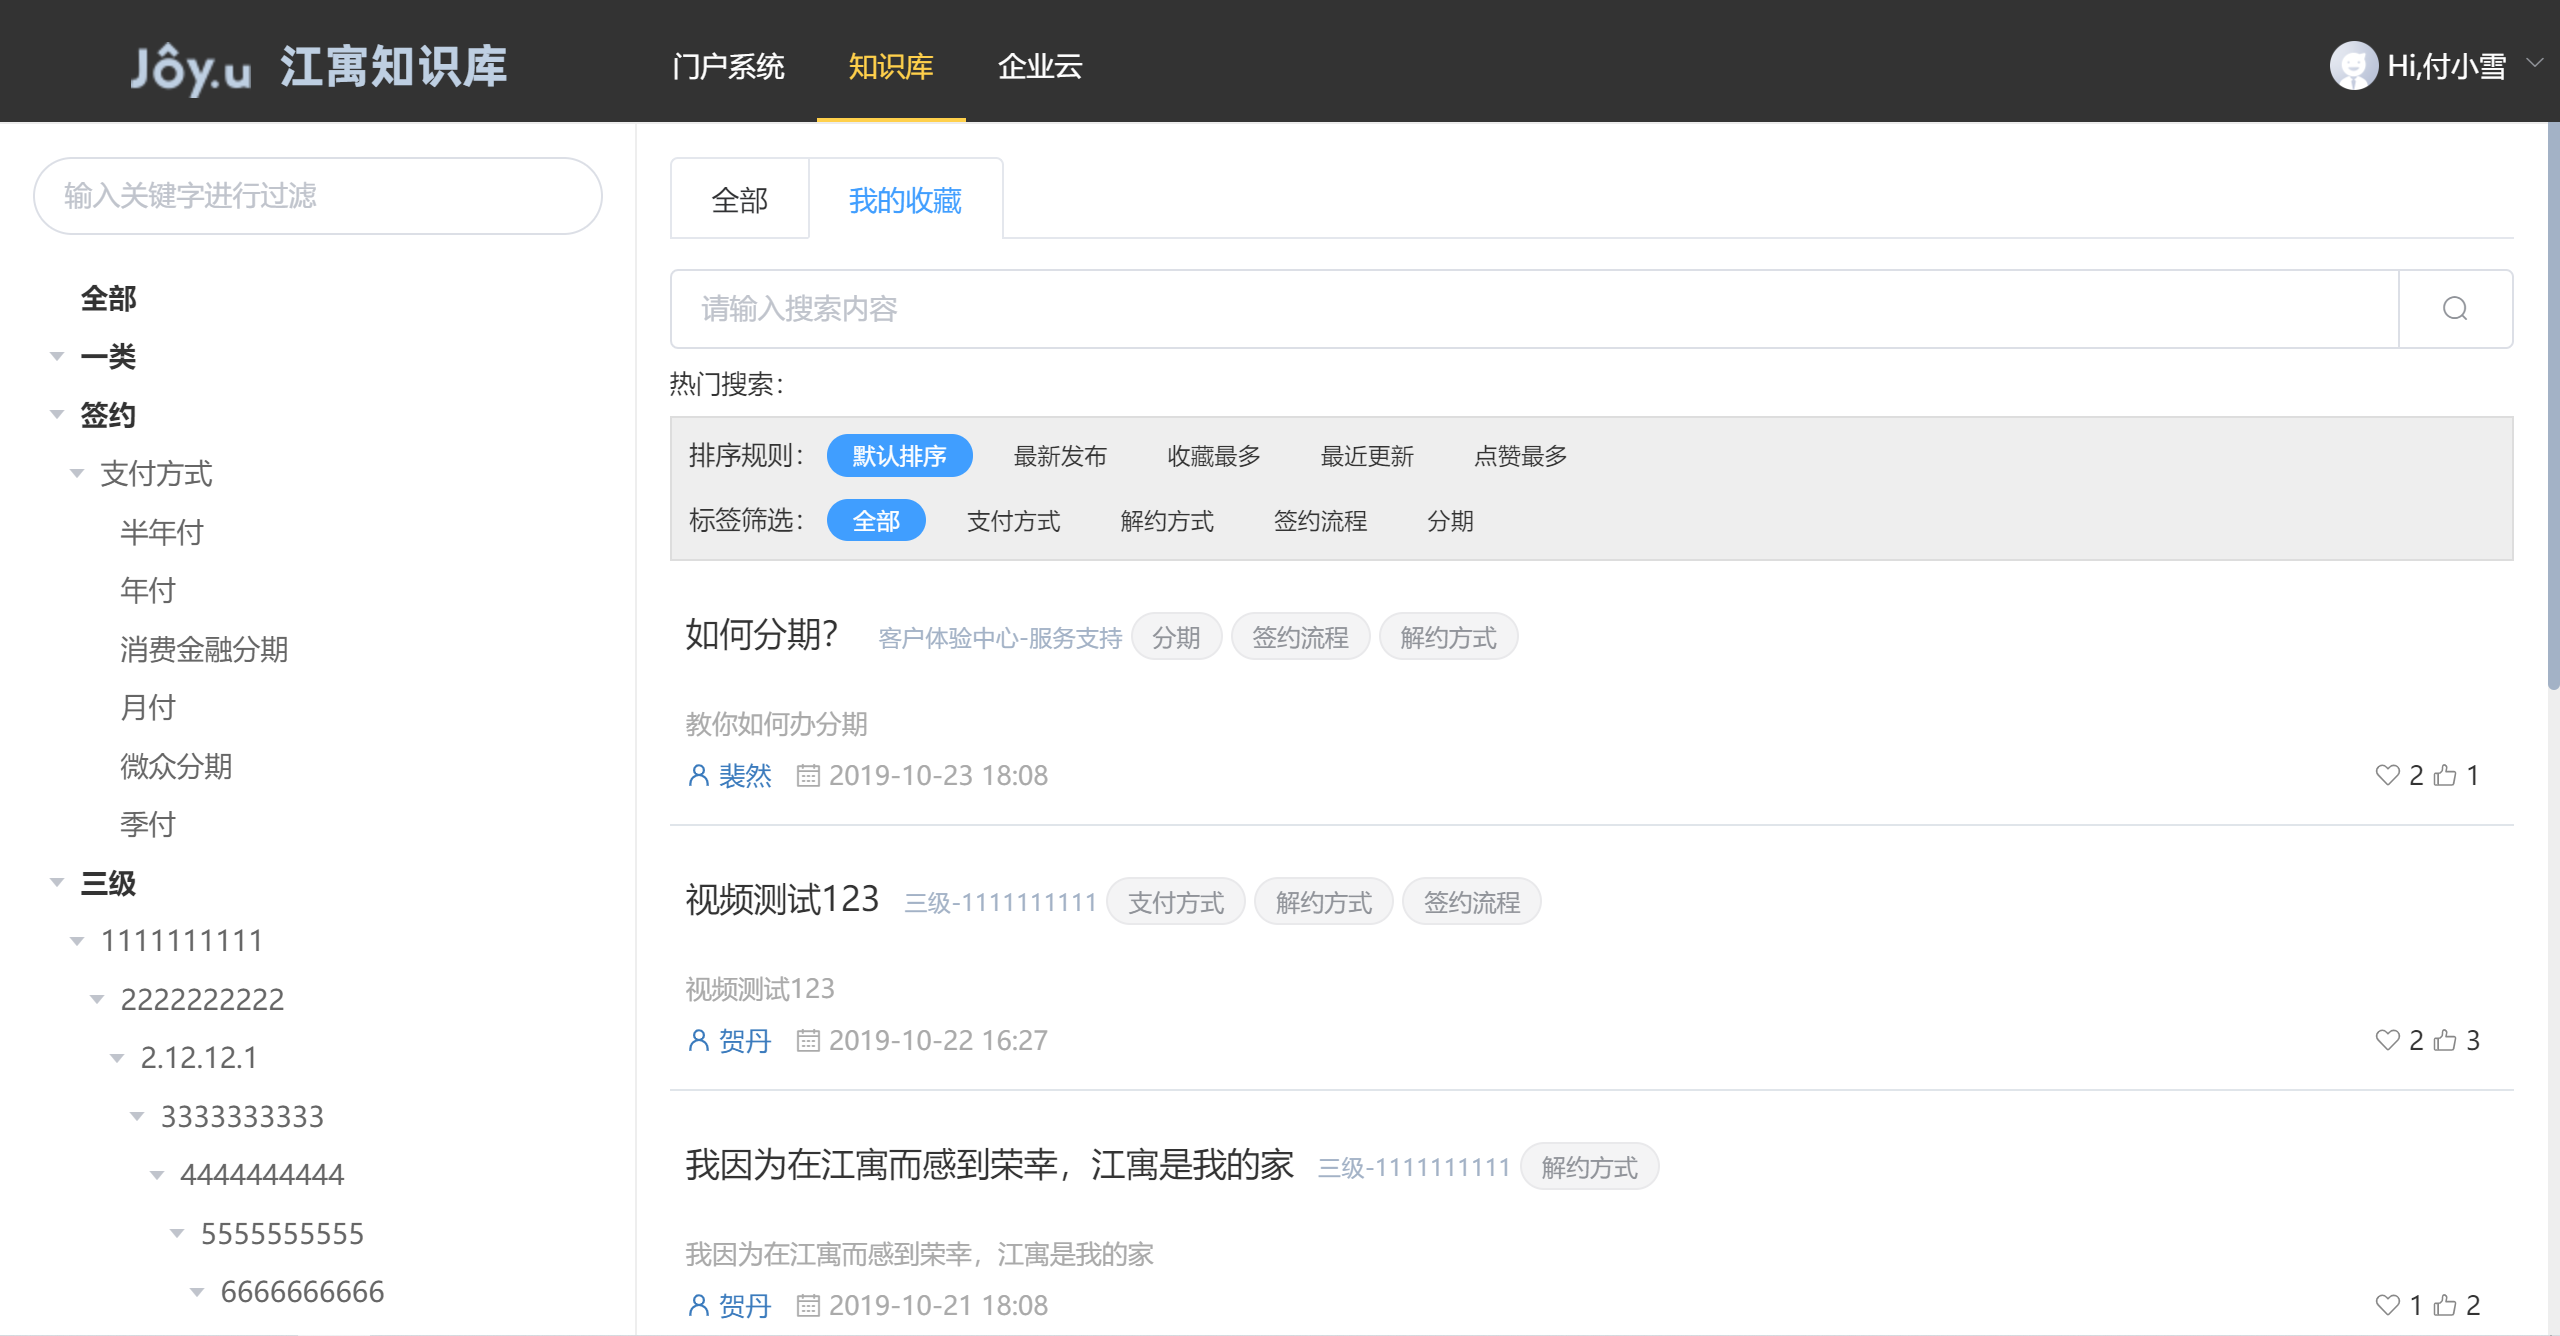 Jôy.u 江寓知识库 门户系统 知识库 企业云 Hi,付小雪
输入关键字进行过滤
全部
一类
签约
支付方式
半年付
年付
消费金融分期
月付
微众分期
季付
三级
1111111111
2222222222
2.12.12.1
3333333333
4444444444
5555555555
6666666666
全部 我的收藏
请输入搜索内容
热门搜索：
排序规则： 默认排序 最新发布 收藏最多 最近更新 点赞最多
标签筛选： 全部 支付方式 解约方式 签约流程 分期
如何分期？ 客户体验中心-服务支持 分期 签约流程 解约方式
教你如何办分期
裴然 2019-10-23 18:08 2 1
视频测试123 三级-1111111111 支付方式 解约方式 签约流程
视频测试123
贺丹 2019-10-22 16:27 2 3
我因为在江寓而感到荣幸，江寓是我的家 三级-1111111111 解约方式
我因为在江寓而感到荣幸，江寓是我的家
贺丹 2019-10-21 18:08 1 2